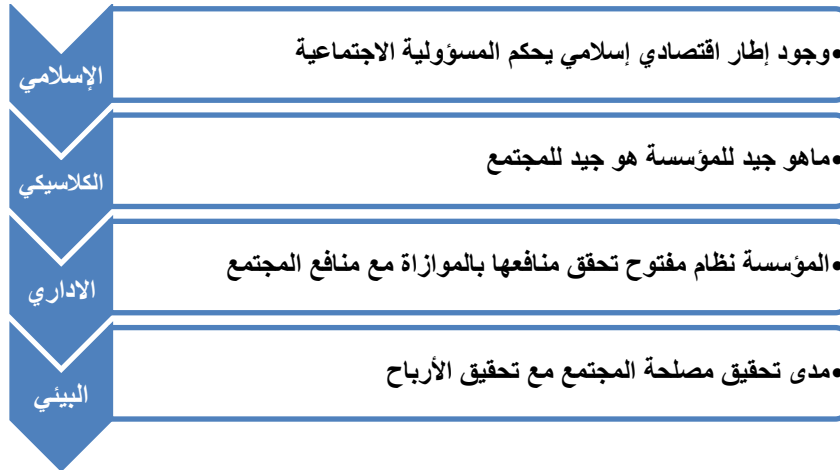 الإسلامي
•وجود إطار اقتصادي إسلامي يحكم المسؤولية الاجتماعية
الكلاسيكي
•ماهو جيد للمؤسسة هو جيد للمجتمع
الاداري
•المؤسسة نظام مفتوح تحقق منافعها بالموازاة مع منافع المجتمع
البيئي
•مدى تحقيق مصلحة المجتمع مع تحقيق الأرباح